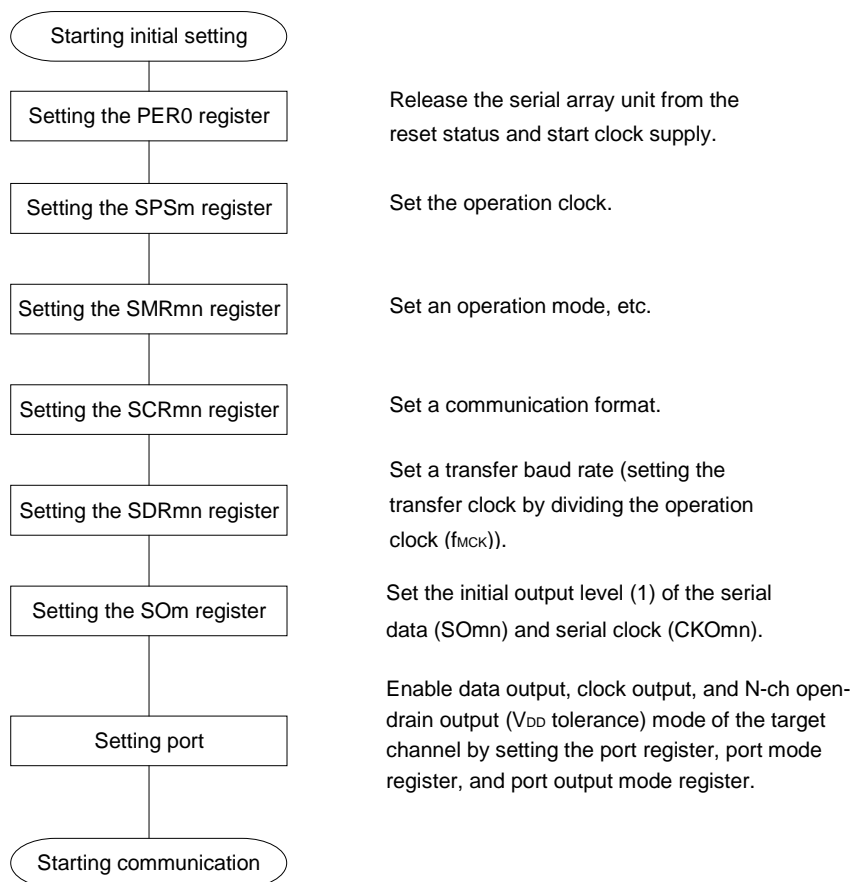 Starting initial setting
Setting the PER0 register
Release the serial array unit from the
reset status and start clock supply.
Setting the SPSm register
Set the operation clock.
Setting the SMRmn register
Set an operation mode, etc.
Setting the SCRmn register
Set a communication format.
Setting the SDRmn register
Set a transfer baud rate (setting the
transfer clock by dividing the operation
clock (fMCK)).
Setting the SOm register
Set the initial output level (1) of the serial
data (SOmn) and serial clock (CKOmn).
Setting port
Enable data output, clock output, and N-ch open-
drain output (VDD tolerance) mode of the target
channel by setting the port register, port mode
register, and port output mode register.
Starting communication